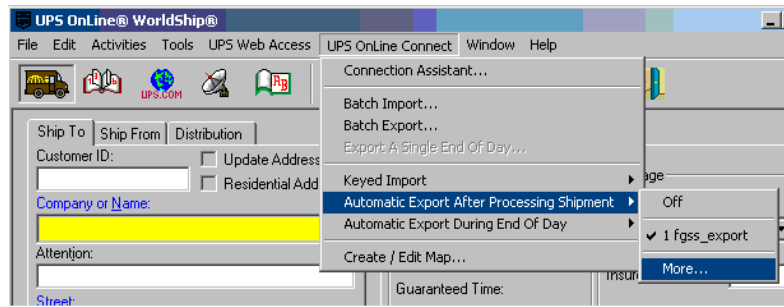 UPS OnLine® WorldShip®
File Edit Activities Tools UPS Web Access UPS OnLine Connect Window Help
UPS.COM
Connection Assistant...
Batch Import...
Batch Export...
Export A Single End Of Day...
Keyed Import
Automatic Export After Processing Shipment
Automatic Export During End Of Day
Create / Edit Map...
Off
1 fgss_export
More...
Ship To Ship From Distribution
Customer ID:
Update Address
Residential Add
Company or Name:
Attention:
Street:
Guaranteed Time: